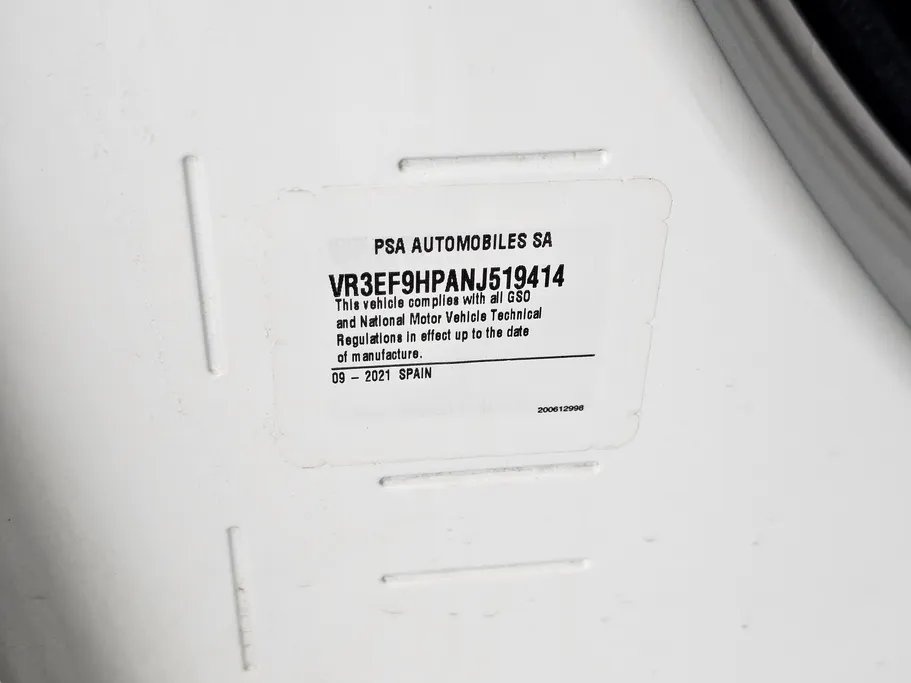 PSA AUTOMOBILES SA
VR3EF9HPANJ519414
This vehicle complies with all GSO
and National Motor Vehicle Technical
Regulations in effect up to the date
of manufacture.
09 – 2021 SPAIN
200612998